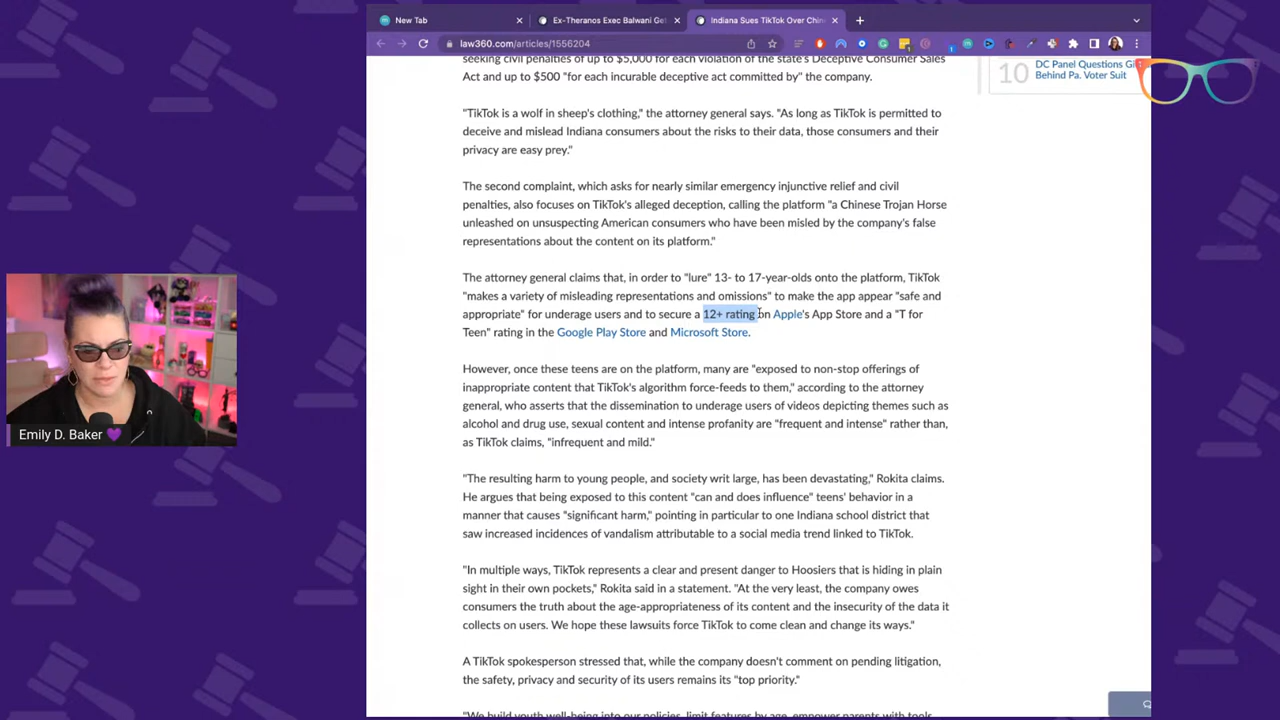 New Tab
Ex-Theranos Exec Balwani Get
Indiana Sues TikTok Over Chin
law360.com/articles/1556204
seeking civil penalties of up to $5,000 for each violation of the state's Deceptive Consumer Sales
Act and up to $500 "for each incurable deceptive act committed by" the company.
10
DC Panel Questions Gi
Behind Pa. Voter Suit
"TikTok is a wolf in sheep's clothing," the attorney general says. "As long as TikTok is permitted to
deceive and mislead Indiana consumers about the risks to their data, those consumers and their
privacy are easy prey."
The second complaint, which asks for nearly similar emergency injunctive relief and civil
penalties, also focuses on TikTok's alleged deception, calling the platform "a Chinese Trojan Horse
unleashed on unsuspecting American consumers who have been misled by the company's false
representations about the content on its platform."
The attorney general claims that, in order to "lure" 13- to 17-year-olds onto the platform, TikTok
"makes a variety of misleading representations and omissions" to make the app appear "safe and
appropriate" for underage users and to secure a 12+ rating on Apple's App Store and a "T for
Teen" rating in the Google Play Store and Microsoft Store.
However, once these teens are on the platform, many are "exposed to non-stop offerings of
inappropriate content that TikTok's algorithm force-feeds to them," according to the attorney
general, who asserts that the dissemination to underage users of videos depicting themes such as
alcohol and drug use, sexual content and intense profanity are "frequent and intense" rather than,
as TikTok claims, "infrequent and mild."
"The resulting harm to young people, and society writ large, has been devastating," Rokita claims.
He argues that being exposed to this content "can and does influence" teens' behavior in a
manner that causes "significant harm," pointing in particular to one Indiana school district that
saw increased incidences of vandalism attributable to a social media trend linked to TikTok.
"In multiple ways, TikTok represents a clear and present danger to Hoosiers that is hiding in plain
sight in their own pockets," Rokita said in a statement. "At the very least, the company owes
consumers the truth about the age-appropriateness of its content and the insecurity of the data it
collects on users. We hope these lawsuits force TikTok to come clean and change its ways."
A TikTok spokesperson stressed that, while the company doesn't comment on pending litigation,
the safety, privacy and security of its users remains its "top priority."
"We build youth well-being into our policies, limit features by age, empower parents with tools
Emily D. Baker 💜